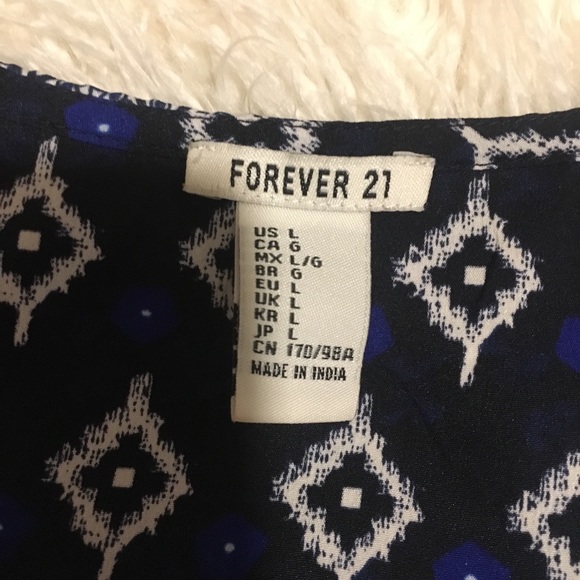 FOREVER 21
US L
CA G
MX L/G
BR G
EU L
UK L
KR L
JP L
CN 170/98A
MADE IN INDIA